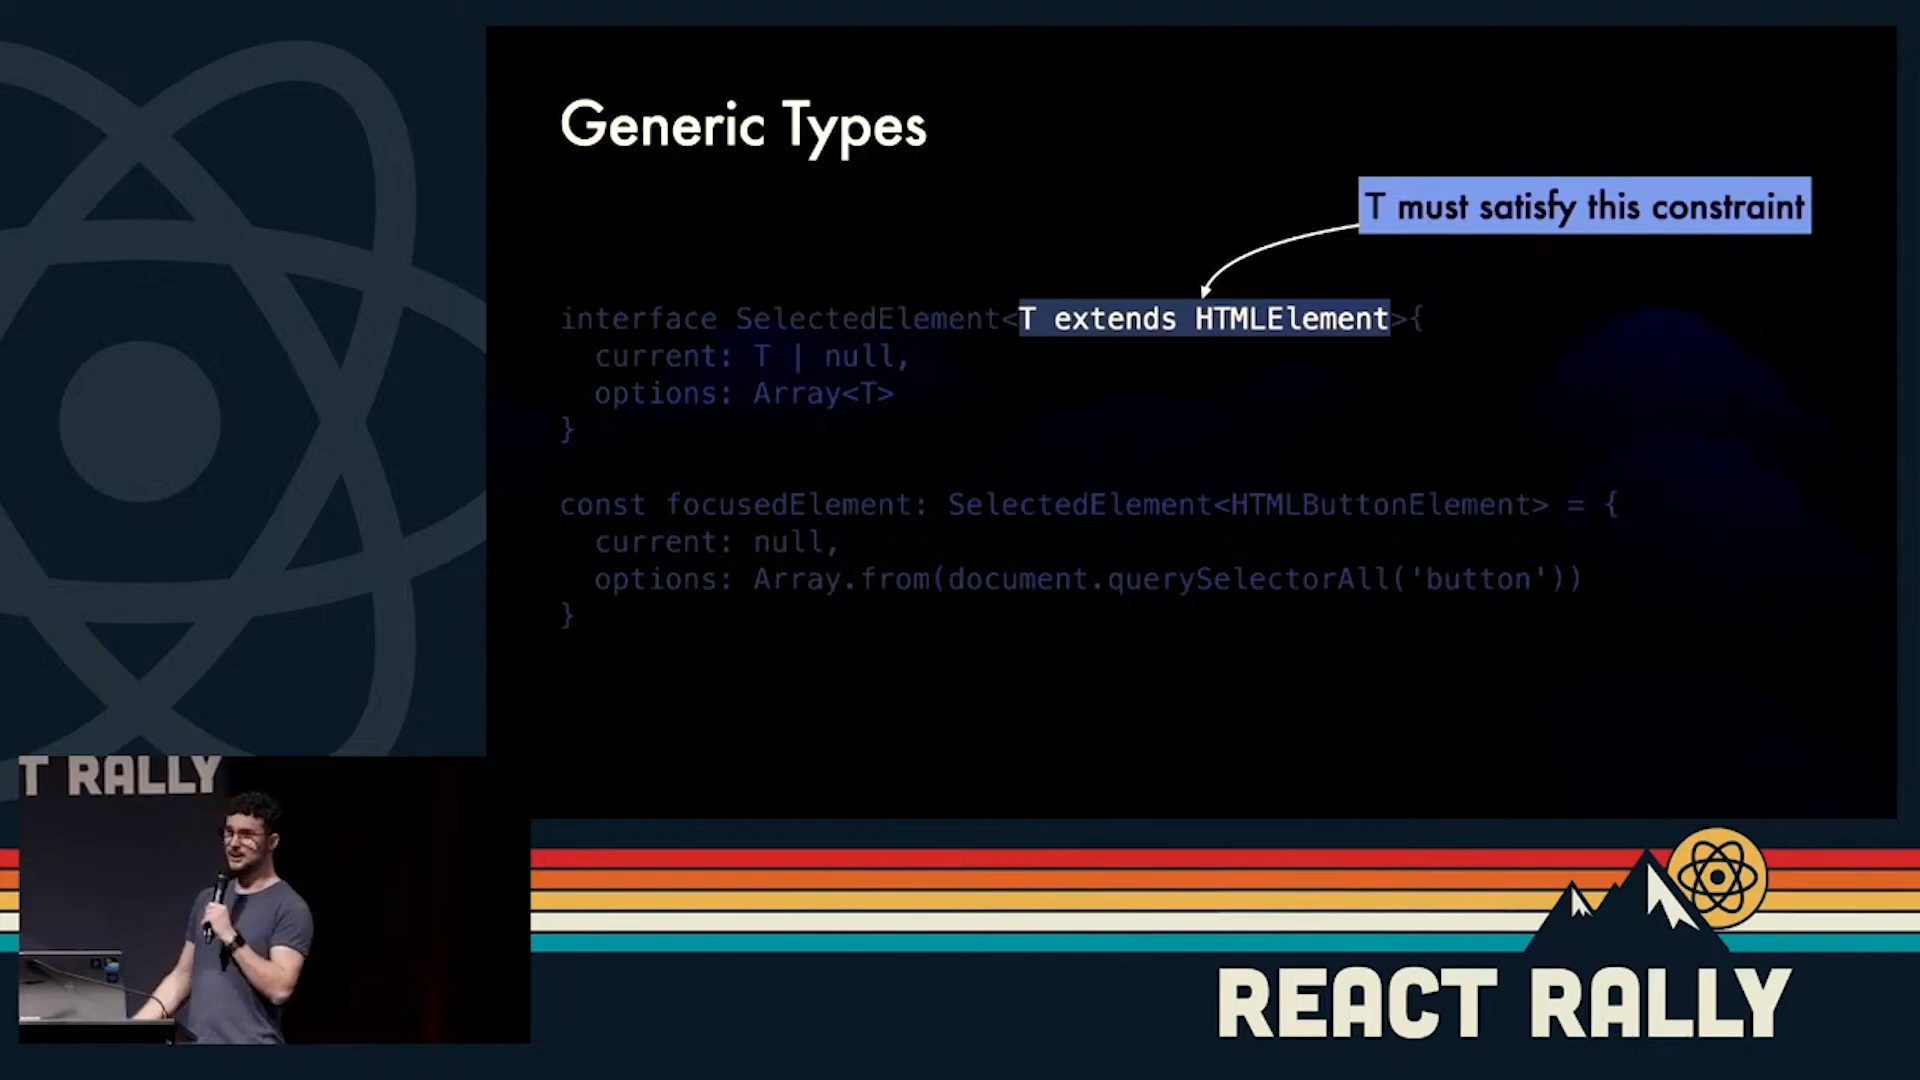 Generic Types
T must satisfy this constraint
interface SelectedElement<T extends HTMLElement>{
current: T | null,
options: Array<T>
}
const focusedElement: SelectedElement<HTMLButtonElement> = {
current: null,
options: Array.from(document.querySelectorAll('button'))
}
T RALLY
REACT RALLY